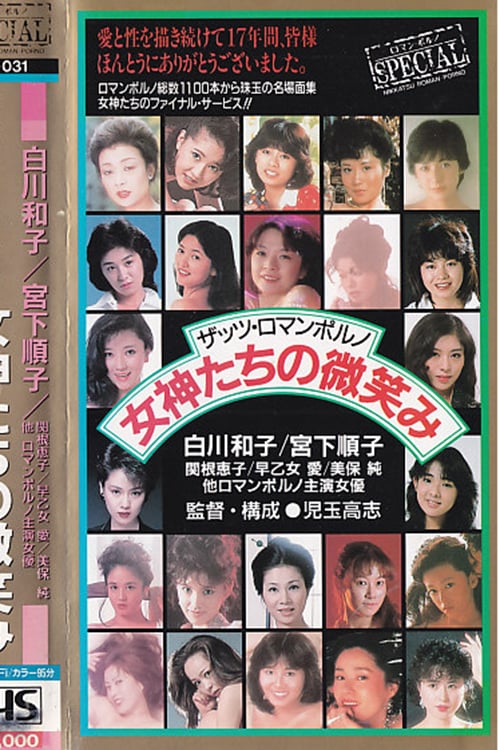 CIAL
ROMAN PORNO
031
白川和子/宮下順子/
関根恵子/早乙女 愛/美保 純
他 ロマンポルノ主演女優
女神たちの微笑み
Fi/カラー95分
HS
,000
愛と性を描き続けて17年間、皆様
ほんとうにありがとうございました。
ロマンポルノ総数1100本から珠玉の名場面集
女神たちのファイナル・サービス!!
ロマン・ポルノ
SPECIAL
NIKKATSU ROMAN PORNO
ザッツ・ロマンポルノ
女神たちの微笑み
白川和子/宮下順子
関根恵子/早乙女 愛/美保 純
他ロマンポルノ主演女優
監督・構成●児玉高志